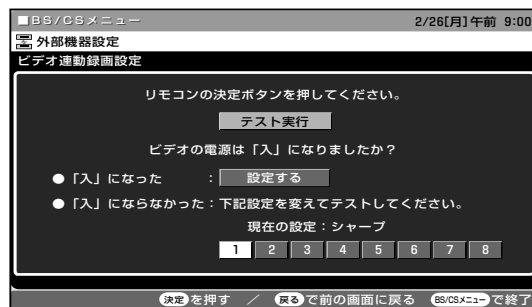 ■BS/CSメニュー 2/26[月]午前 9:00
外部機器設定
ビデオ連動録画設定
リモコンの決定ボタンを押してください。
テスト実行
ビデオの電源は「入」になりましたか?
●「入」になった :設定する
●「入」にならなかった:下記設定を変えてテストしてください。
現在の設定:シャープ
1 2 3 4 5 6 7 8
決定を押す / 戻るで前の画面に戻る BS/CSメニューで終了